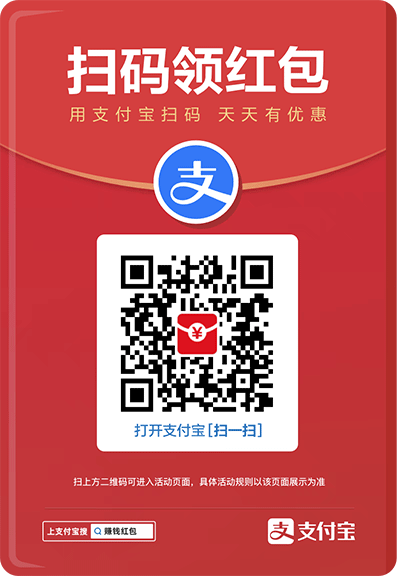 扫码领红包
用支付宝扫码 天天有优惠
支
¥
打开支付宝[扫一扫]
扫上方二维码可进入活动页面，具体活动规则以该页面展示为准
上支付宝搜 赚钱红包
支 支付宝